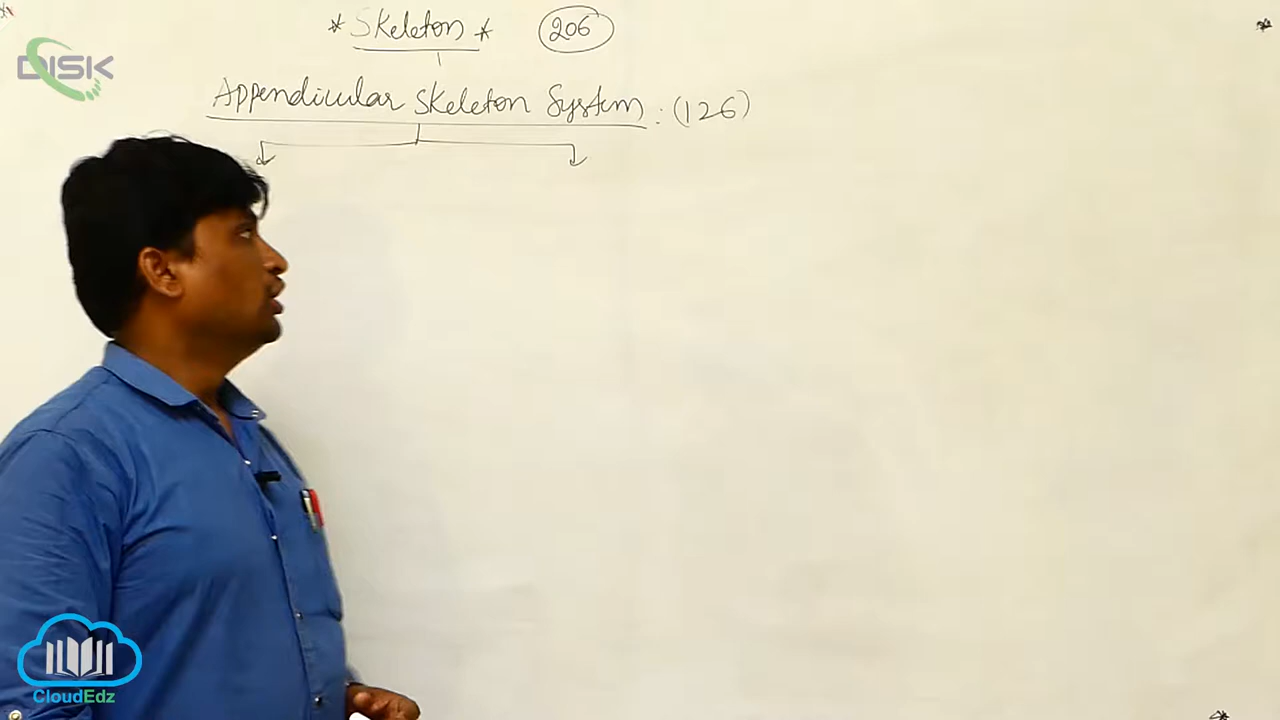 * Skeleton * 206
DISK
Appendicular Skeleton System : (126)
CloudEdz